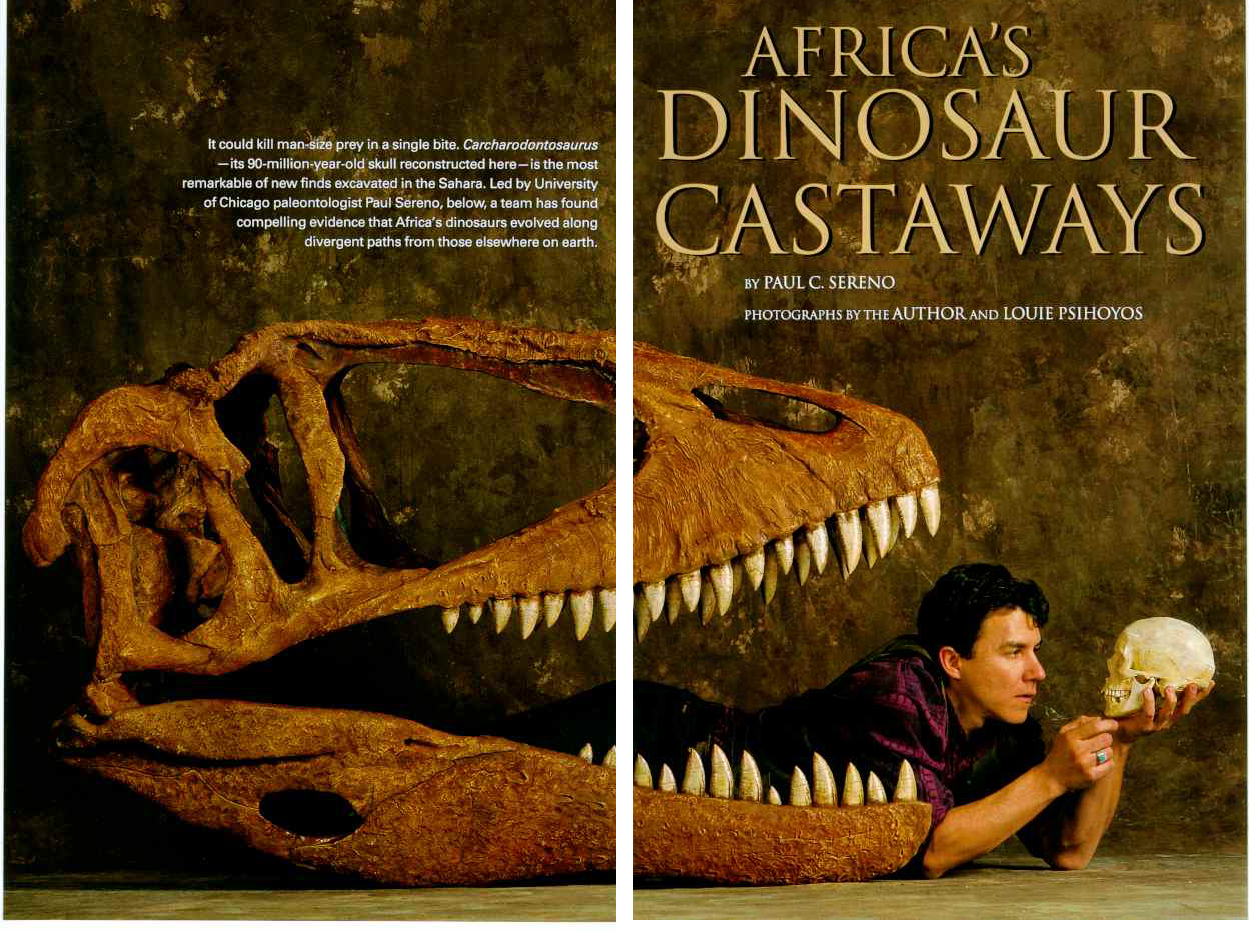 It could kill man-size prey in a single bite. Carcharodontosaurus
—its 90-million-year-old skull reconstructed here—is the most
remarkable of new finds excavated in the Sahara. Led by University
of Chicago paleontologist Paul Sereno, below, a team has found
compelling evidence that Africa's dinosaurs evolved along
divergent paths from those elsewhere on earth.
AFRICA'S
DINOSAUR
CASTAWAYS
BY PAUL C. SERENO
PHOTOGRAPHS BY THE AUTHOR AND LOUIE PSIHOYOS